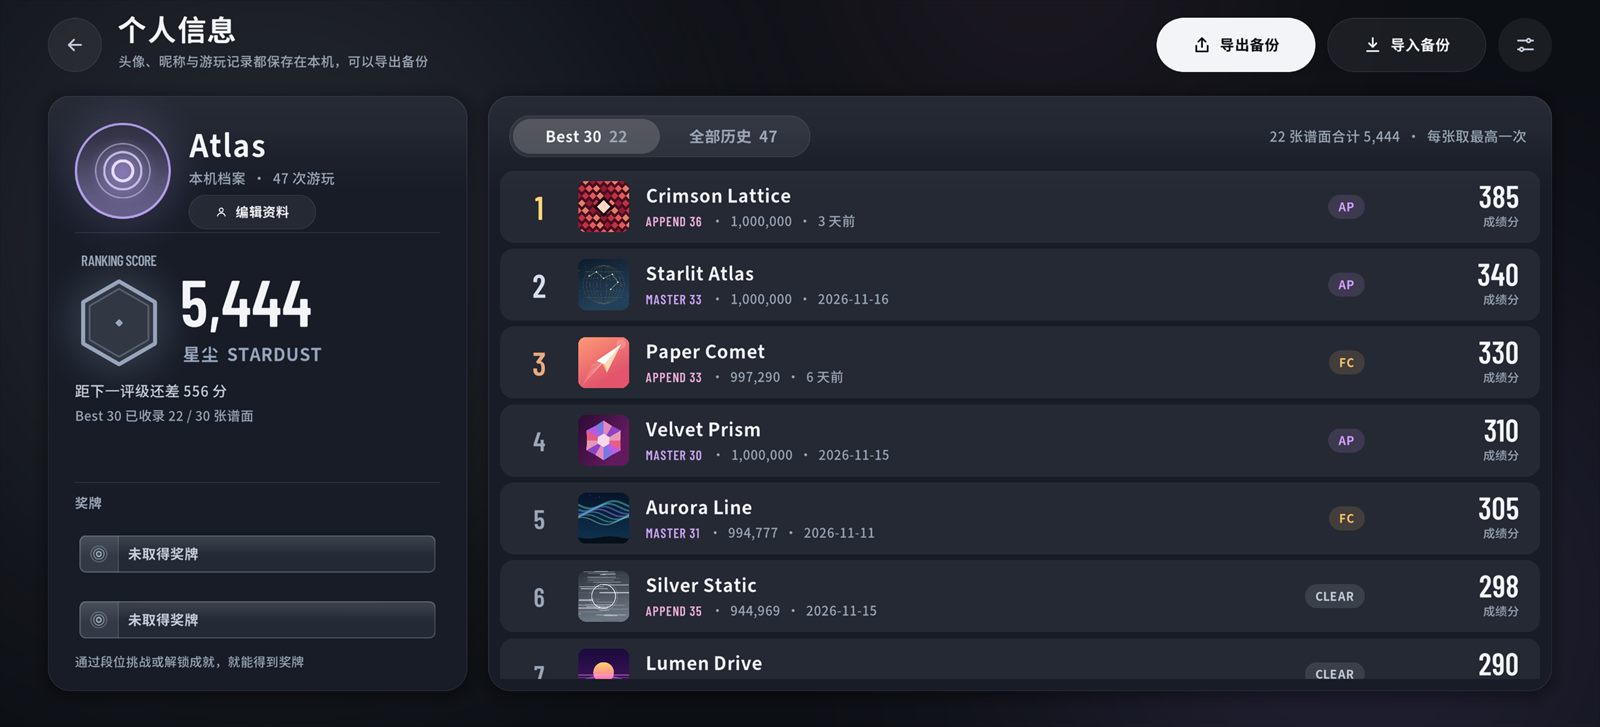 个人信息
头像、昵称与游玩记录都保存在本机，可以导出备份
导出备份
导入备份
Atlas
本机档案 • 47 次游玩
编辑资料
RANKING SCORE
5,444
星尘 STARDUST
距下一评级还差 556 分
Best 30 已收录 22 / 30 张谱面
奖牌
未取得奖牌
未取得奖牌
通过段位挑战或解锁成就，就能得到奖牌
Best 30 22
全部历史 47
22 张谱面合计 5,444 • 每张取最高一次
1
Crimson Lattice
APPEND 36 • 1,000,000 • 3 天前
AP
385
成绩分
2
Starlit Atlas
MASTER 33 • 1,000,000 • 2026-11-16
AP
340
成绩分
3
Paper Comet
APPEND 33 • 997,290 • 6 天前
FC
330
成绩分
4
Velvet Prism
MASTER 30 • 1,000,000 • 2026-11-15
AP
310
成绩分
5
Aurora Line
MASTER 31 • 994,777 • 2026-11-11
FC
305
成绩分
6
Silver Static
APPEND 35 • 944,969 • 2026-11-15
CLEAR
298
成绩分
7
Lumen Drive
CLEAR
290